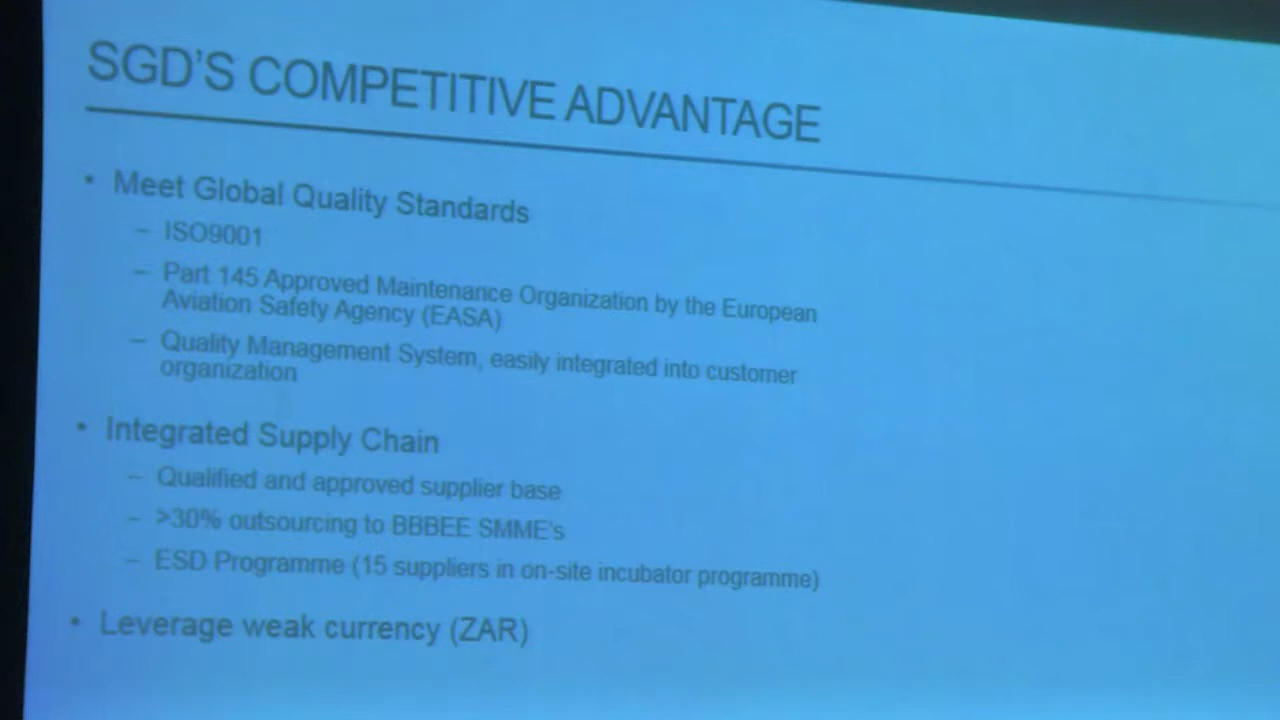 SGD'S COMPETITIVE ADVANTAGE
• Meet Global Quality Standards
– ISO9001
– Part 145 Approved Maintenance Organization by the European
Aviation Safety Agency (EASA)
– Quality Management System, easily integrated into customer
organization
• Integrated Supply Chain
– Qualified and approved supplier base
– >30% outsourcing to BBBEE SMME's
– ESD Programme (15 suppliers in on-site incubator programme)
• Leverage weak currency (ZAR)